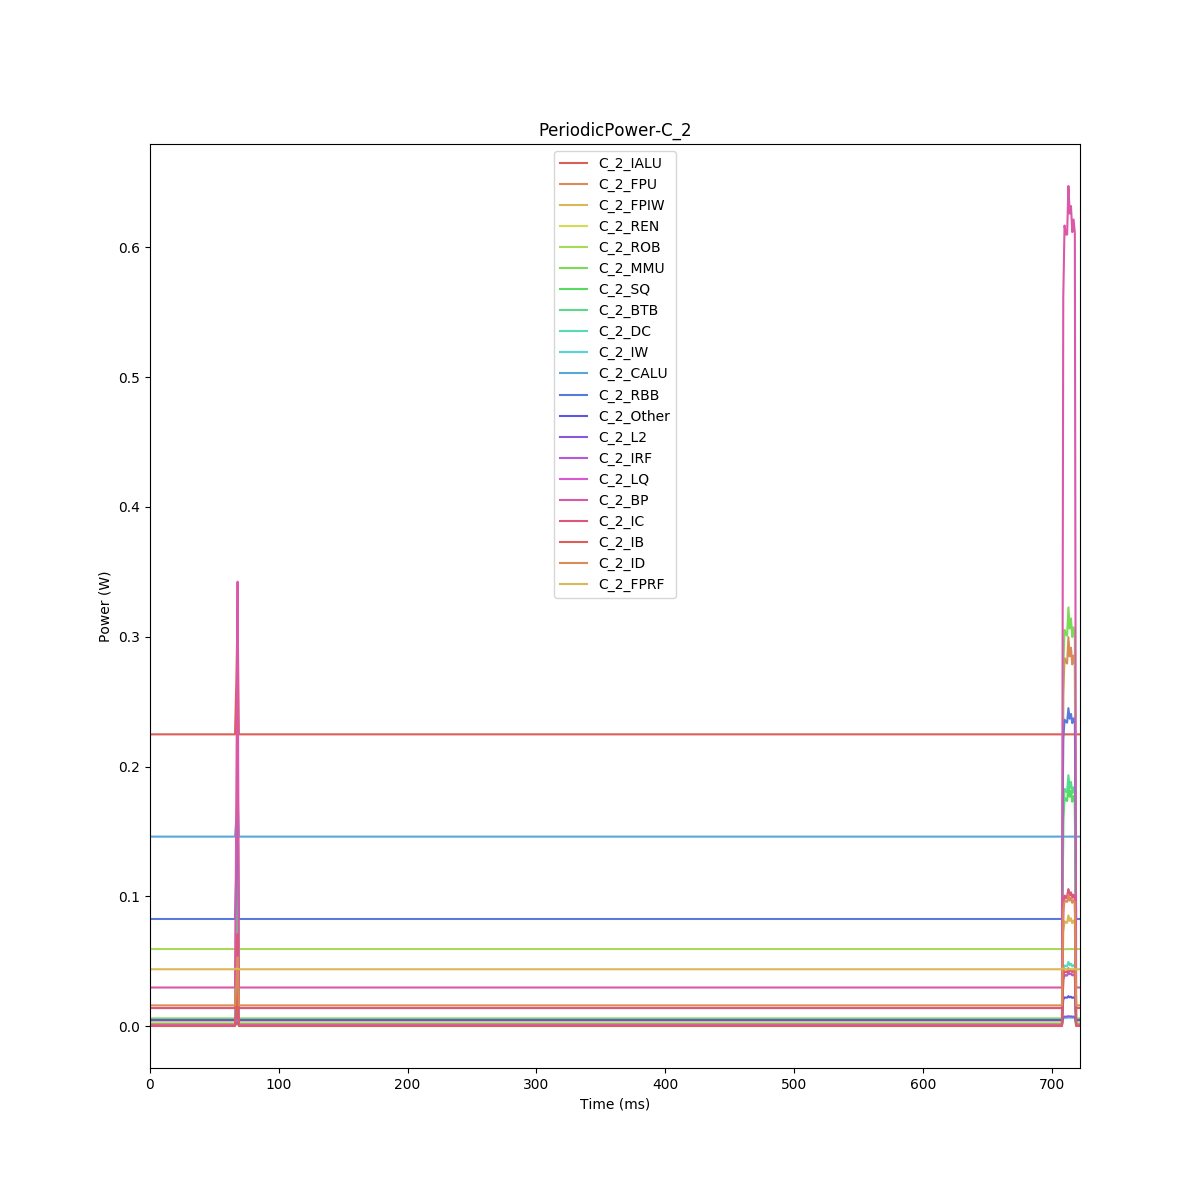 PeriodicPower-C_2
C_2_IALU
C_2_FPU
C_2_FPIW
C_2_REN
C_2_ROB
C_2_MMU
C_2_SQ
C_2_BTB
C_2_DC
C_2_IW
C_2_CALU
C_2_RBB
C_2_Other
C_2_L2
C_2_IRF
C_2_LQ
C_2_BP
C_2_IC
C_2_IB
C_2_ID
C_2_FPRF
Power (W)
0.6
0.5
0.4
0.3
0.2
0.1
0.0
0 100 200 300 400 500 600 700
Time (ms)